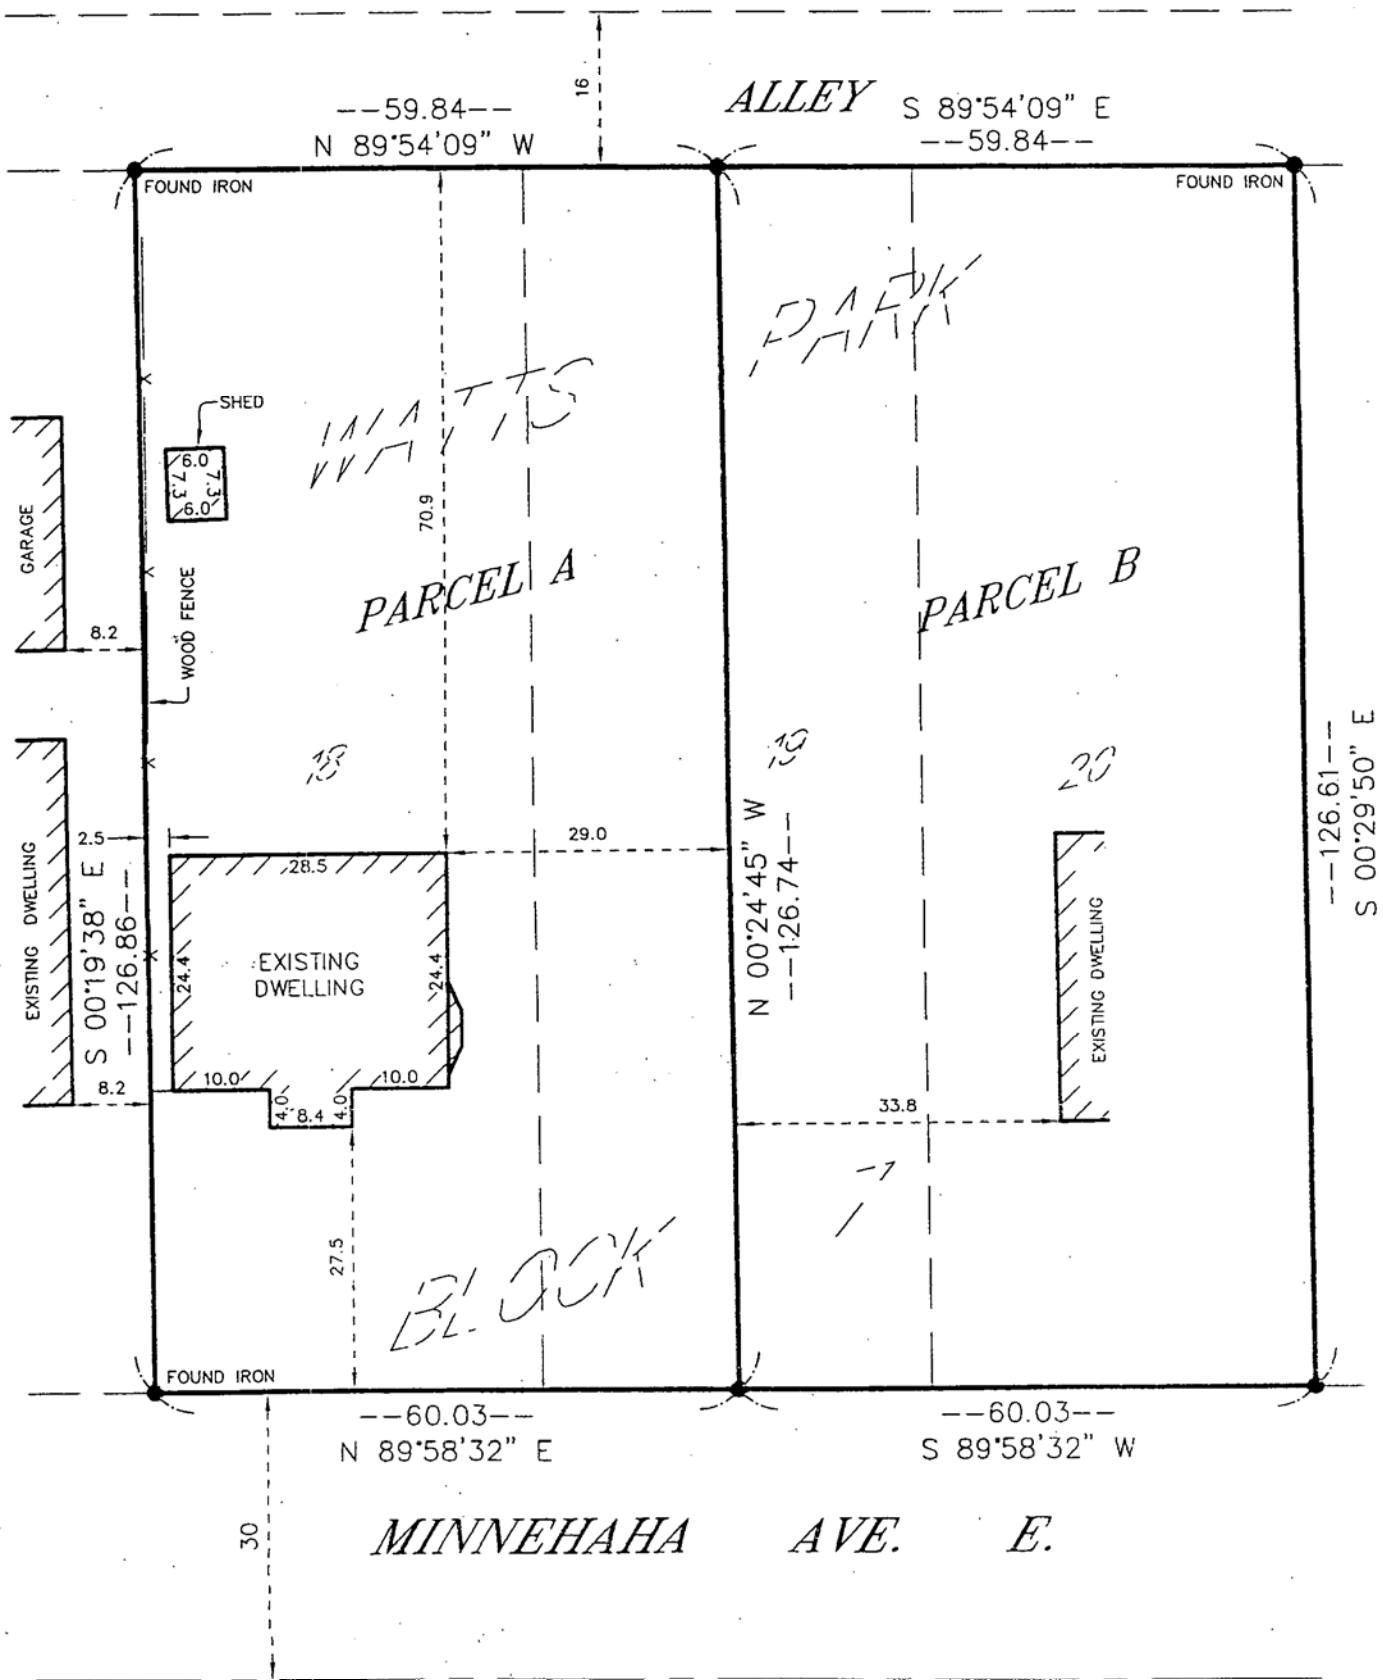 16
ALLEY
--59.84--
N 89°54'09" W
S 89°54'09" E
--59.84--
FOUND IRON
FOUND IRON
WATTS
PARK
SHED
6.0
7.3
7.3
6.0
70.9
GARAGE
PARCEL A
PARCEL B
8.2
WOOD FENCE
18
19
20
2.5
28.5
29.0
EXISTING DWELLING
S 00°19'38" E
--126.86--
24.4
EXISTING
DWELLING
24.4
N 00°24'45" W
--126.74--
EXISTING DWELLING
--126.61--
S 00°29'50" E
8.2
10.0
10.0
4.0
8.4
4.0
33.8
27.5
BLOCK
FOUND IRON
--60.03--
N 89°58'32" E
--60.03--
S 89°58'32" W
30
MINNEHAHA AVE. E.